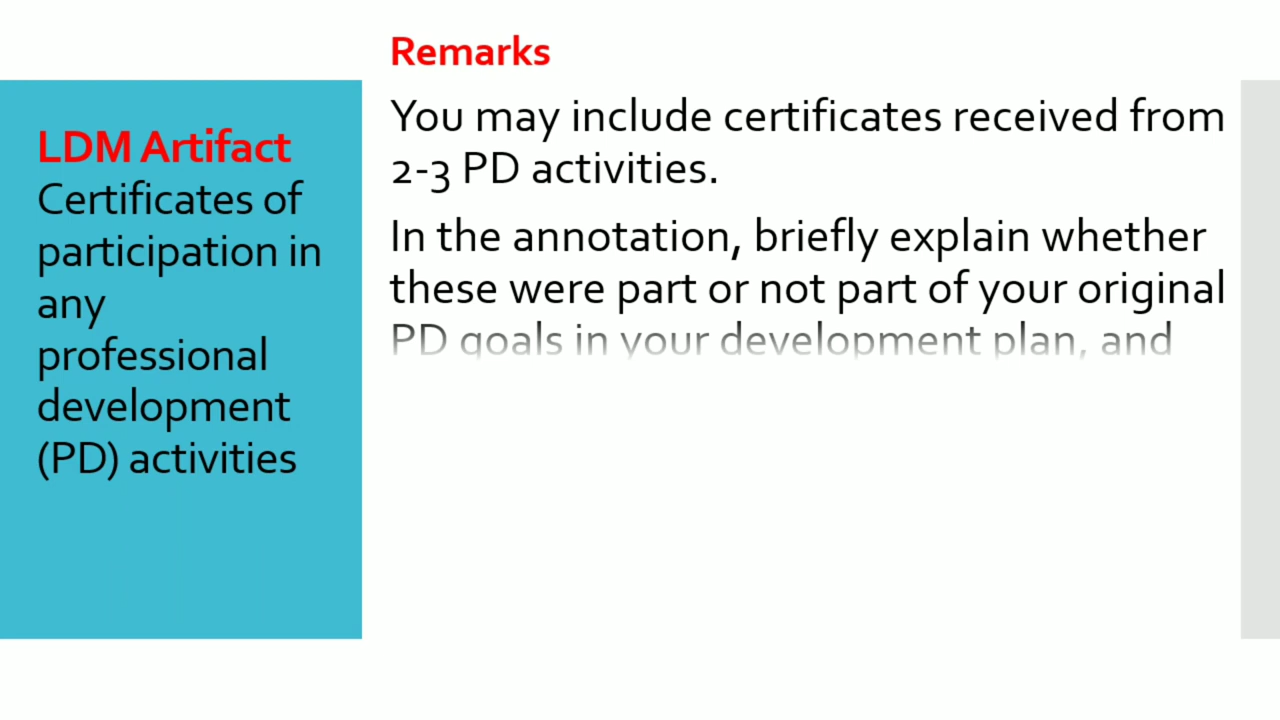 LDM Artifact
Certificates of
participation in
any
professional
development
(PD) activities
Remarks
You may include certificates received from
2-3 PD activities.
In the annotation, briefly explain whether
these were part or not part of your original
PD goals in your development plan, and